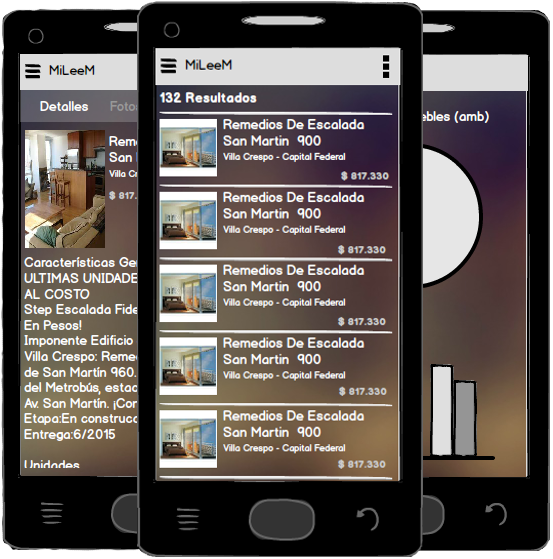 MiLeeM
Detalles Fotos
Reme
San
Villa Cr
$ 817.
Características Gen
ULTIMAS UNIDADE
AL COSTO
Step Escalada Fide
En Pesos!
Imponente Edificio
Villa Crespo: Reme
de San Martin 960.
del Metrobús, estac
Av. San Martín. ¡Con
Etapa:En construcc
Entrega:6/2015
Unidades
MiLeeM
132 Resultados
Remedios De Escalada
San Martin 900
Villa Crespo - Capital Federal
$ 817.330
Remedios De Escalada
San Martin 900
Villa Crespo - Capital Federal
$ 817.330
Remedios De Escalada
San Martin 900
Villa Crespo - Capital Federal
$ 817.330
Remedios De Escalada
San Martin 900
Villa Crespo - Capital Federal
$ 817.330
Remedios De Escalada
San Martin 900
Villa Crespo - Capital Federal
$ 817.330
ebles (amb)